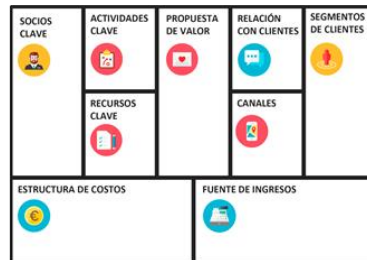 SOCIOS
CLAVE
ACTIVIDADES
CLAVE
PROPUESTA
DE VALOR
RELACIÓN
CON CLIENTES
SEGMENTOS
DE CLIENTES
RECURSOS
CLAVE
CANALES
ESTRUCTURA DE COSTOS
FUENTE DE INGRESOS